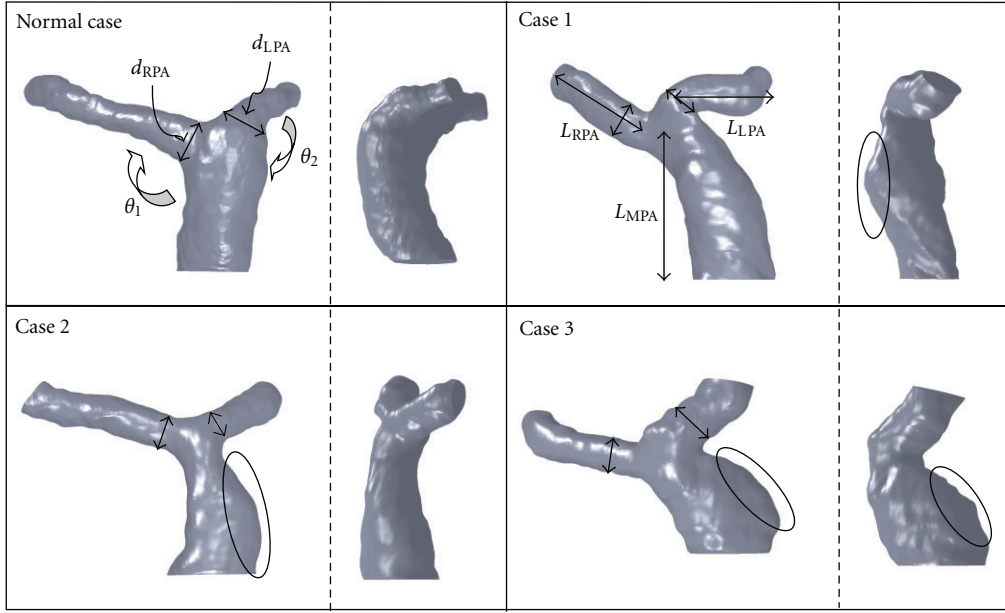 Normal case
d_LPA
d_RPA
θ_2
θ_1
Case 1
L_RPA
L_LPA
L_MPA
Case 2
Case 3